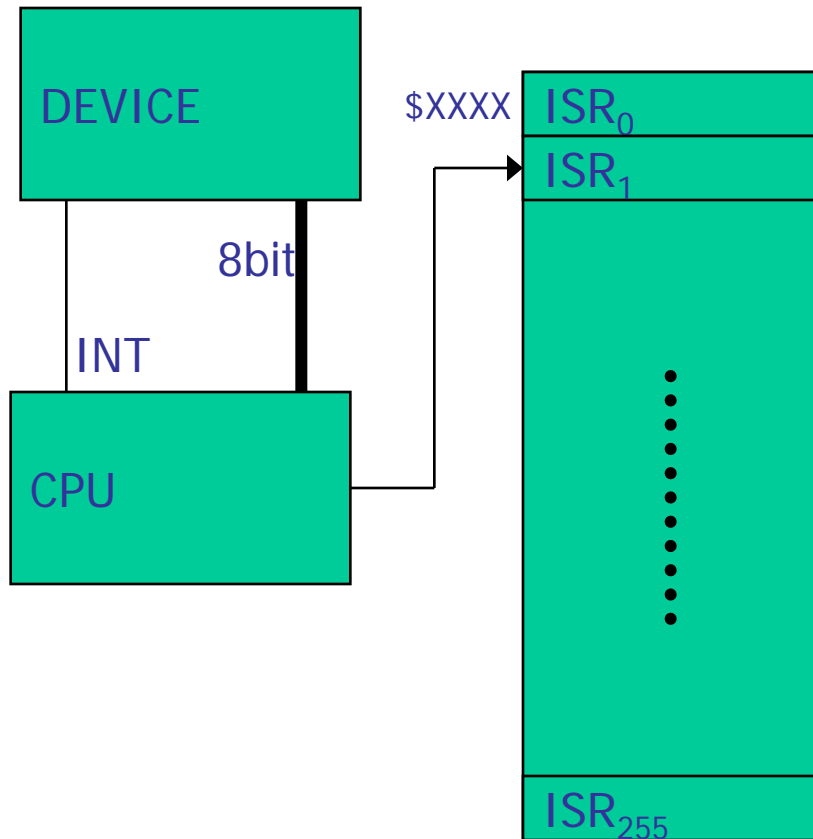 DEVICE
$XXXX
ISR₀
ISR₁
8bit
INT
CPU
ISR₂₅₅